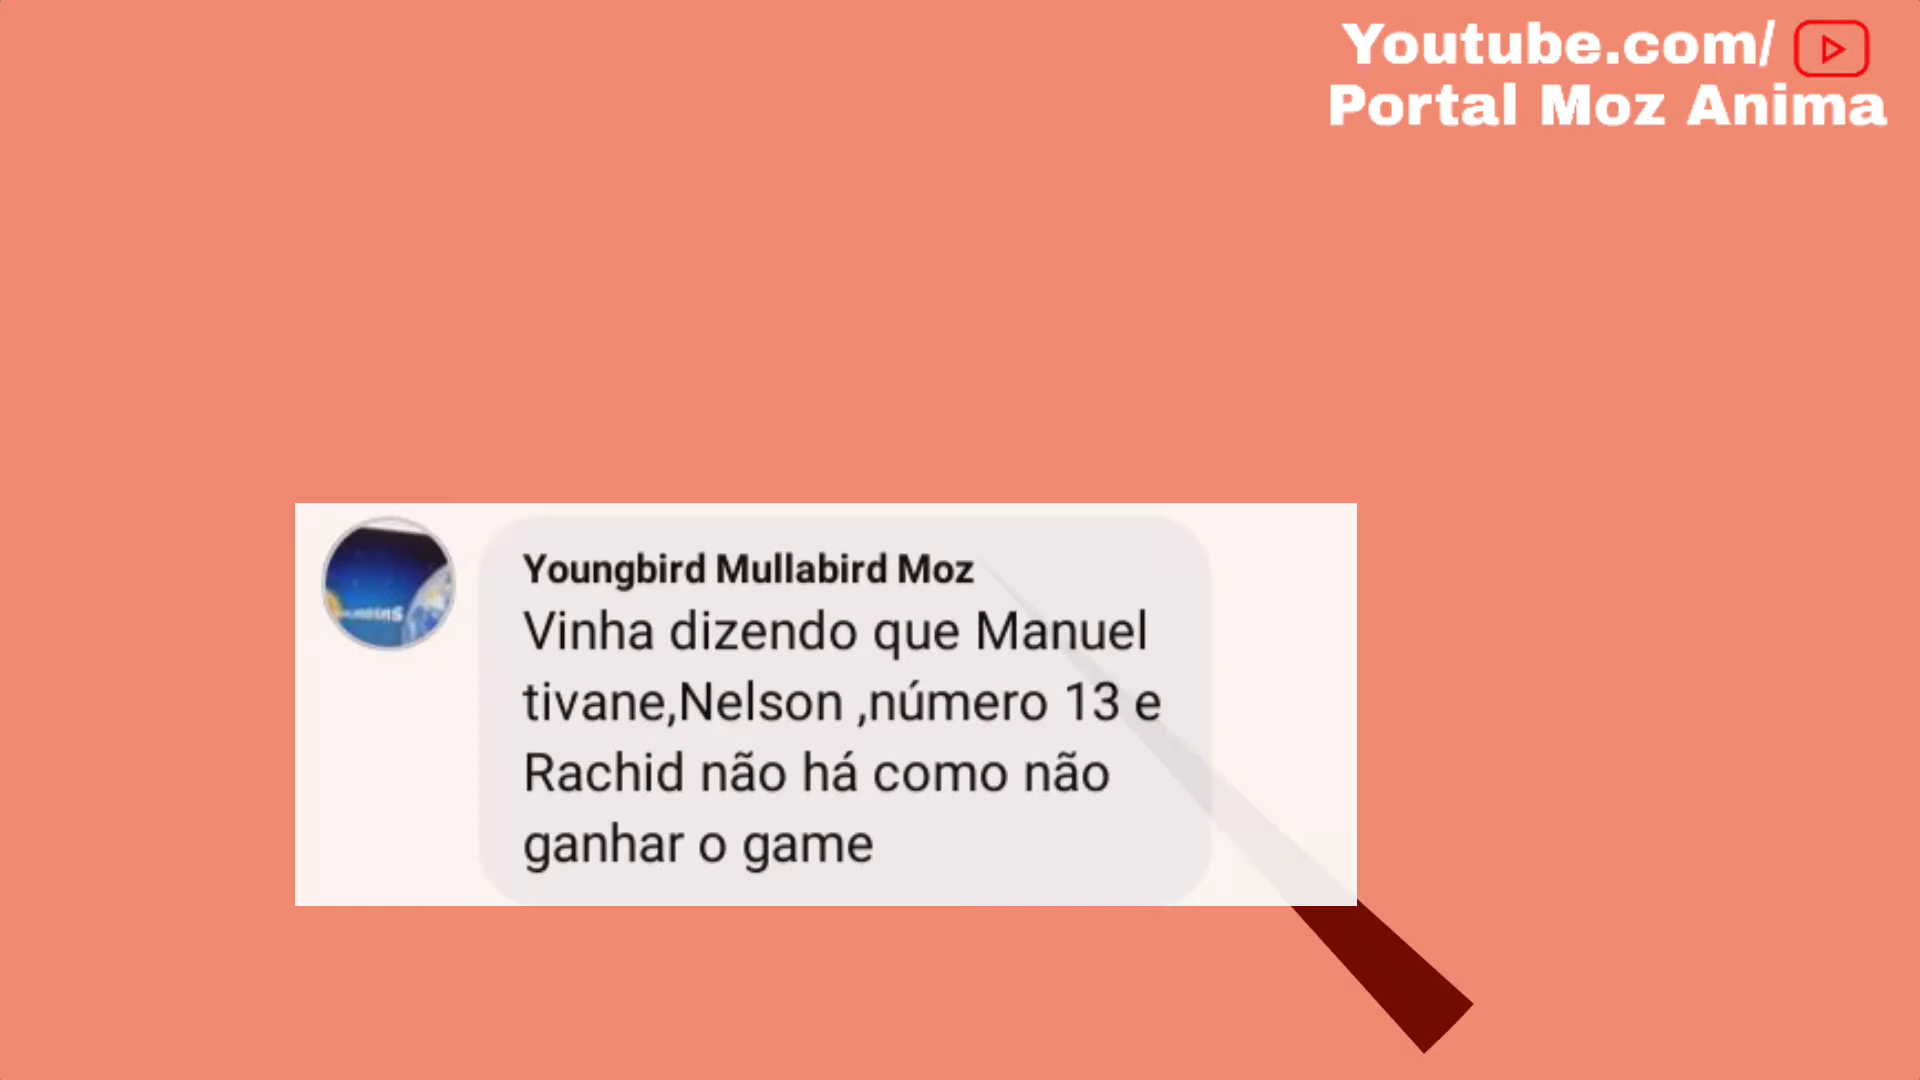 Youtube.com/
Portal Moz Anima
Youngbird Mullabird Moz
Vinha dizendo que Manuel
tivane,Nelson ,número 13 e
Rachid não há como não
ganhar o game